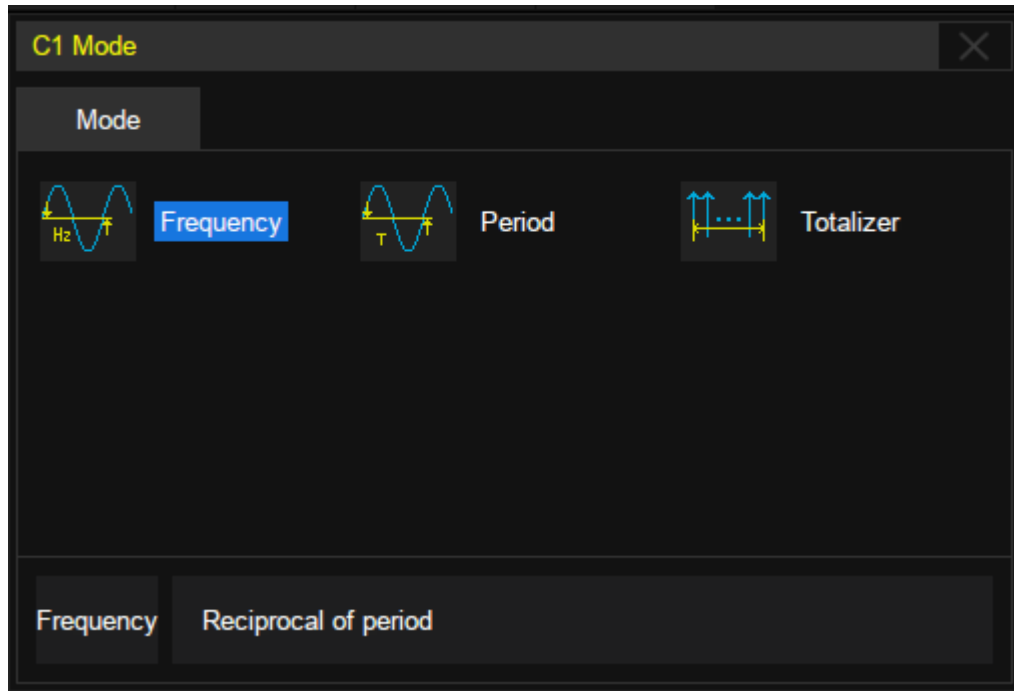 C1 Mode
Mode
Hz
Frequency
T
Period
Totalizer
Frequency
Reciprocal of period